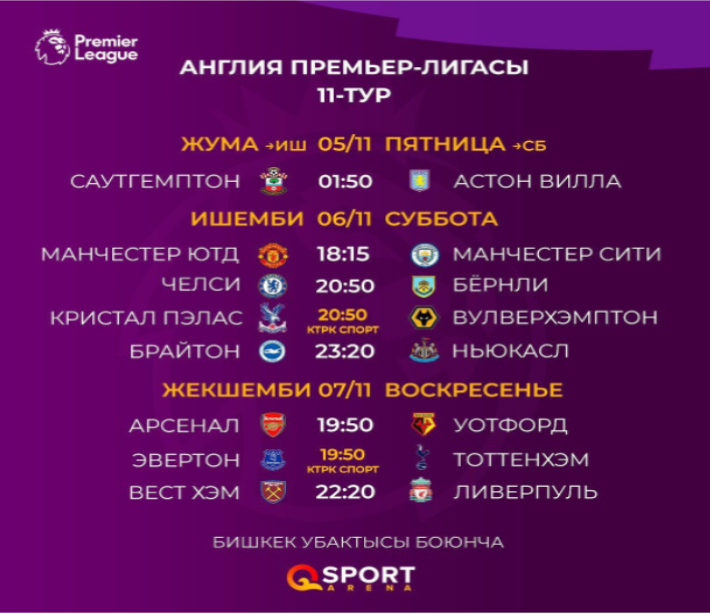 Premier
League
АНГЛИЯ ПРЕМЬЕР-ЛИГАСЫ
11-ТУР
ЖУМА →ИШ 05/11 ПЯТНИЦА →СБ
САУТГЕМПТОН 01:50 АСТОН ВИЛЛА
ИШЕМБИ 06/11 СУББОТА
МАНЧЕСТЕР ЮТД 18:15 МАНЧЕСТЕР СИТИ
ЧЕЛСИ 20:50 БЁРНЛИ
КРИСТАЛ ПЭЛАС 20:50 ВУЛВЕРХЭМПТОН
КТРК СПОРТ
БРАЙТОН 23:20 НЬЮКАСЛ
ЖЕКШЕМБИ 07/11 ВОСКРЕСЕНЬЕ
АРСЕНАЛ 19:50 УОТФОРД
ЭВЕРТОН 19:50 ТОТТЕНХЭМ
КТРК СПОРТ
ВЕСТ ХЭМ 22:20 ЛИВЕРПУЛЬ
БИШКЕК УБАКТЫСЫ БОЮНЧА
QSPORT
ARENA